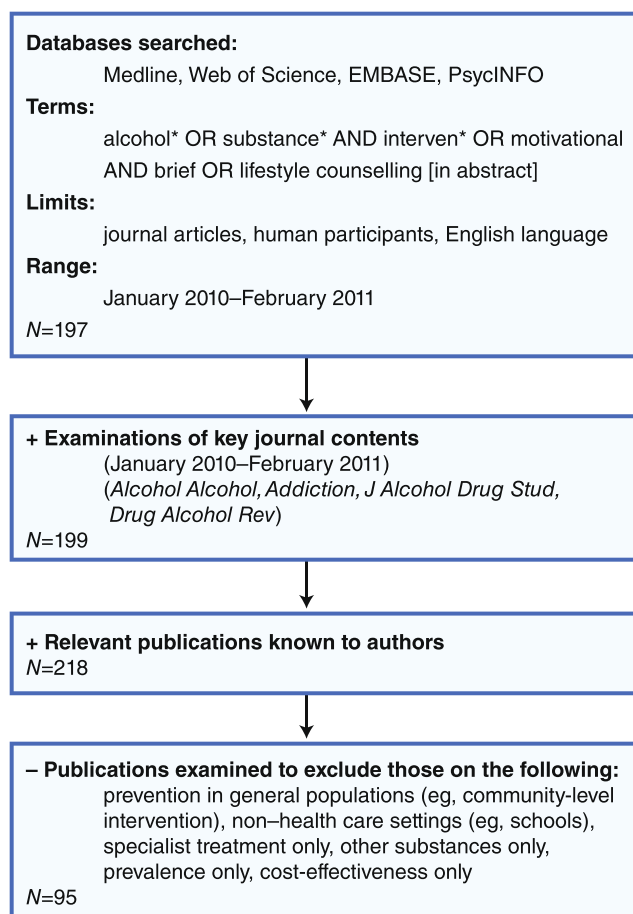 Databases searched:
Medline, Web of Science, EMBASE, PsycINFO
Terms:
alcohol* OR substance* AND interven* OR motivational
AND brief OR lifestyle counselling [in abstract]
Limits:
journal articles, human participants, English language
Range:
January 2010–February 2011
N=197
+ Examinations of key journal contents
(January 2010–February 2011)
(Alcohol Alcohol, Addiction, J Alcohol Drug Stud,
Drug Alcohol Rev)
N=199
+ Relevant publications known to authors
N=218
– Publications examined to exclude those on the following:
prevention in general populations (eg, community-level
intervention), non–health care settings (eg, schools),
specialist treatment only, other substances only,
prevalence only, cost-effectiveness only
N=95